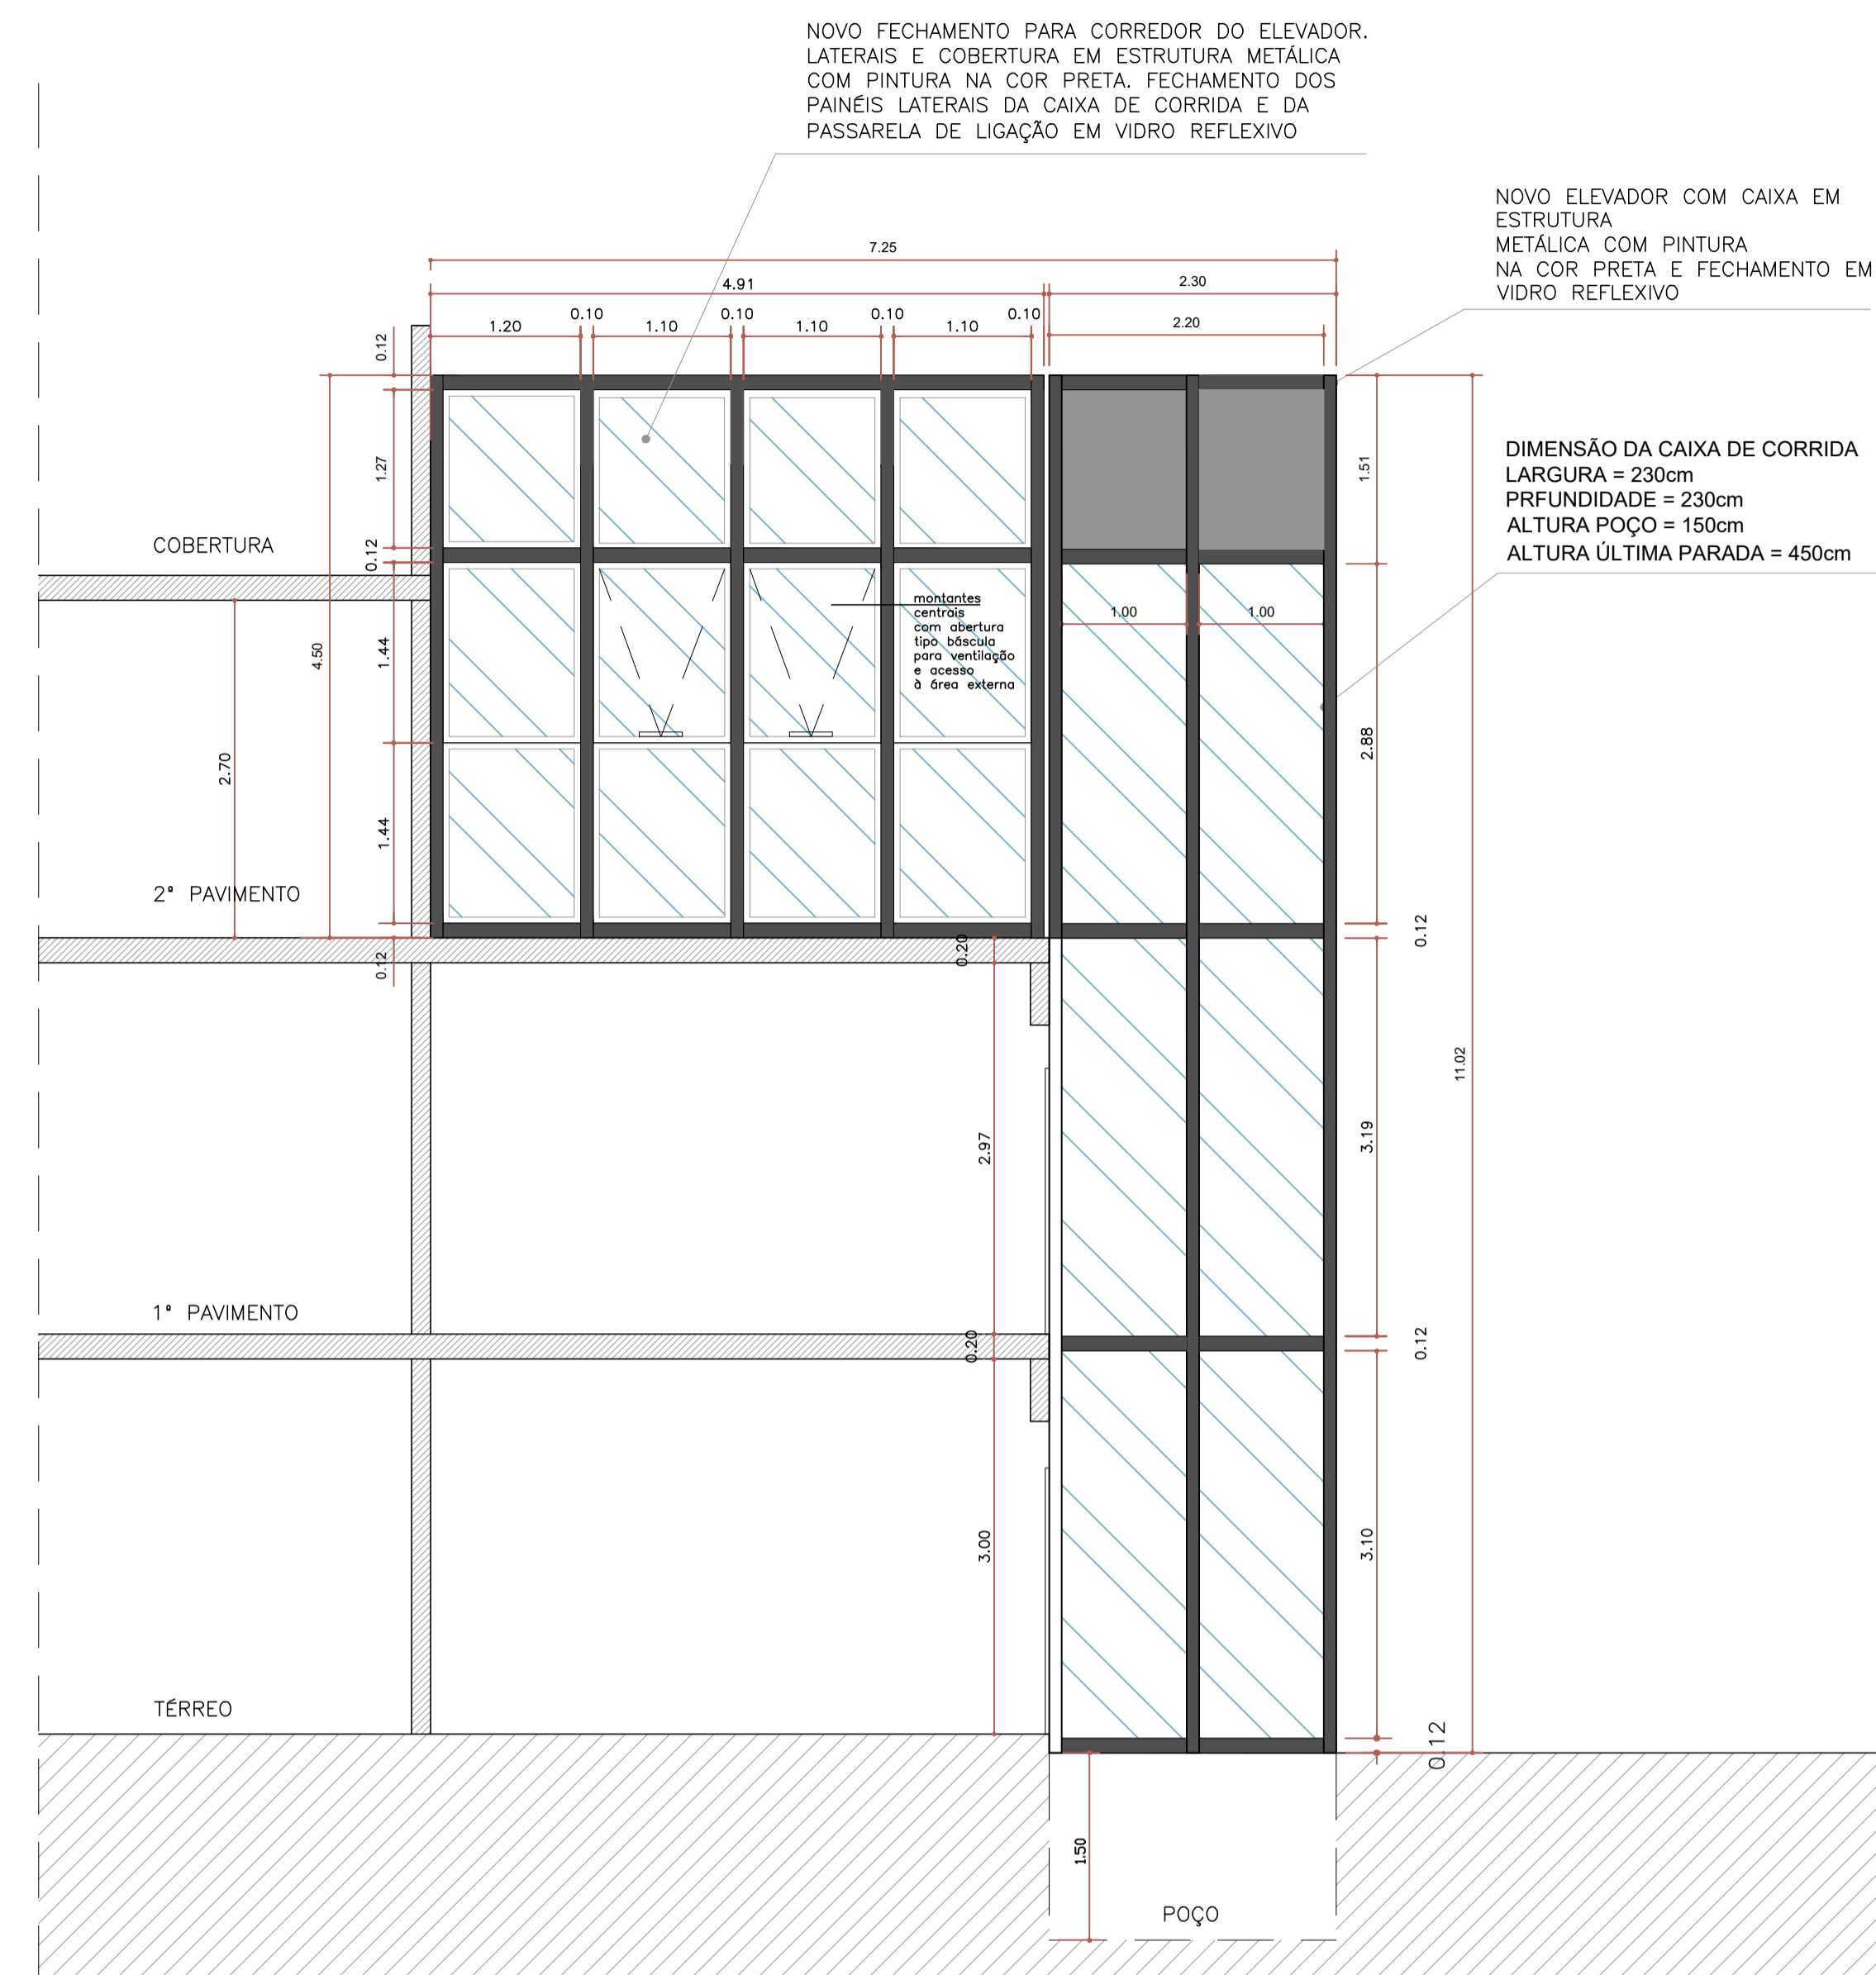 NOVO FECHAMENTO PARA CORREDOR DO ELEVADOR.
LATERAIS E COBERTURA EM ESTRUTURA METÁLICA
COM PINTURA NA COR PRETA. FECHAMENTO DOS
PAINÉIS LATERAIS DA CAIXA DE CORRIDA E DA
PASSARELA DE LIGAÇÃO EM VIDRO REFLEXIVO
NOVO ELEVADOR COM CAIXA EM
ESTRUTURA
METÁLICA COM PINTURA
NA COR PRETA E FECHAMENTO EM
VIDRO REFLEXIVO
7.25
4.91
2.30
1.20
0.10
1.10
0.10
1.10
0.10
1.10
0.10
2.20
0.12
1.27
0.12
1.44
1.44
0.12
4.50
2.70
1.51
DIMENSÃO DA CAIXA DE CORRIDA
LARGURA = 230cm
PRFUNDIDADE = 230cm
ALTURA POÇO = 150cm
ALTURA ÚLTIMA PARADA = 450cm
COBERTURA
montantes
centrais
com abertura
tipo báscula
para ventilação
e acesso
à área externa
1.00
1.00
2.88
0.12
2ª PAVIMENTO
0.20
2.97
3.19
11.02
1ª PAVIMENTO
0.20
0.12
3.00
3.10
TÉRREO
0.12
1.50
POÇO